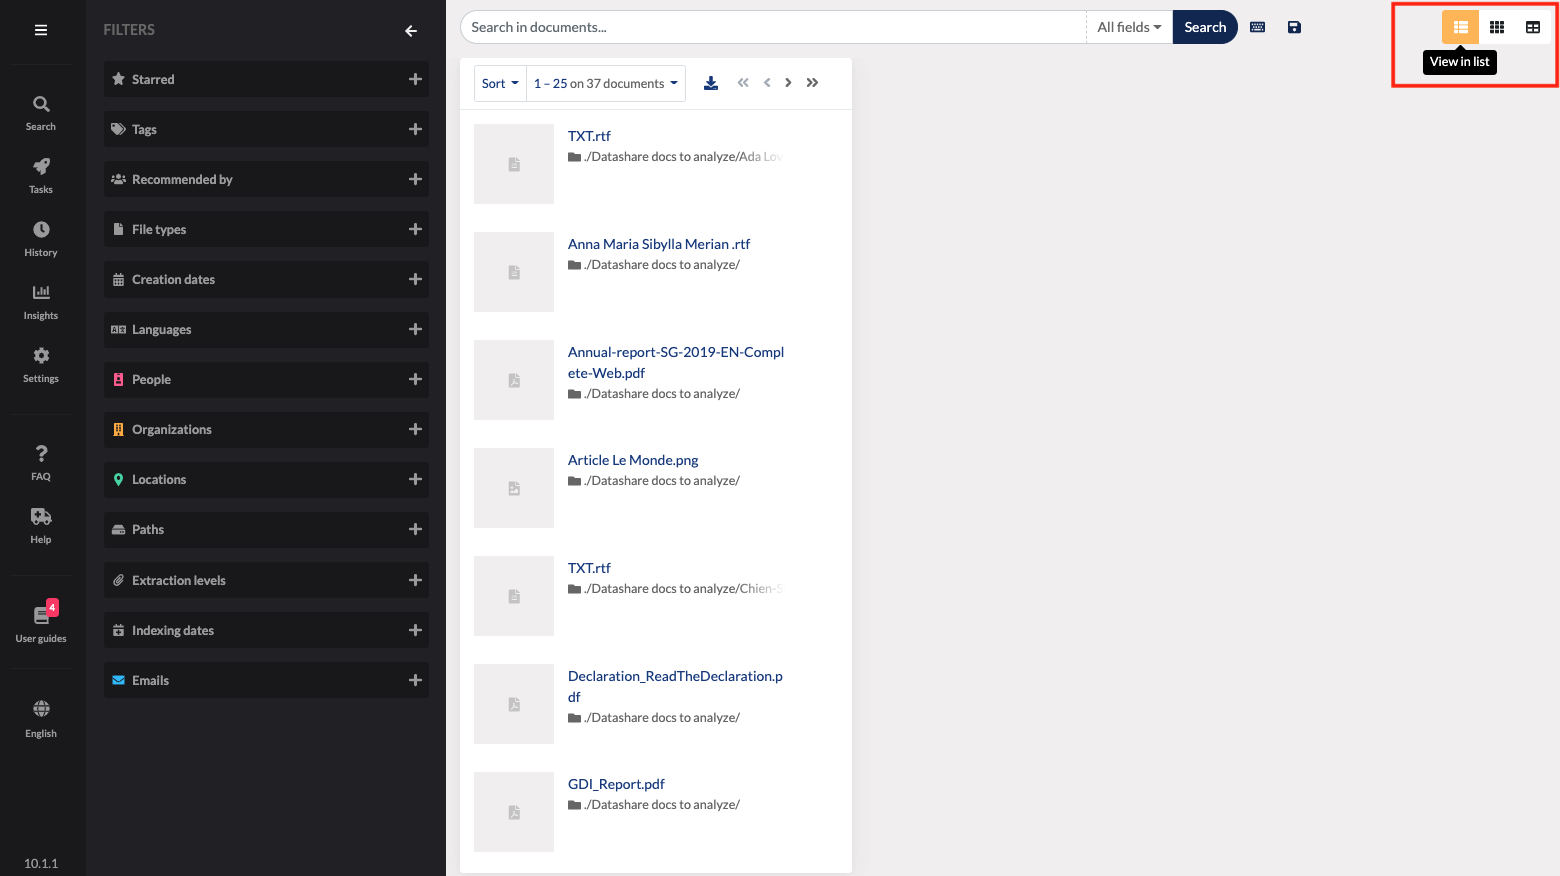 Search
Tasks
History
Insights
Settings
FAQ
Help
4
User guides
English
10.1.1
FILTERS
Starred
Tags
Recommended by
File types
Creation dates
Languages
People
Organizations
Locations
Paths
Extraction levels
Indexing dates
Emails
Search in documents...
All fields
Search
View in list
Sort
1 – 25 on 37 documents
TXT.rtf
./Datashare docs to analyze/Ada Lov
Anna Maria Sibylla Merian .rtf
./Datashare docs to analyze/
Annual-report-SG-2019-EN-Compl
ete-Web.pdf
./Datashare docs to analyze/
Article Le Monde.png
./Datashare docs to analyze/
TXT.rtf
./Datashare docs to analyze/Chien-S
Declaration_ReadTheDeclaration.p
df
./Datashare docs to analyze/
GDI_Report.pdf
./Datashare docs to analyze/